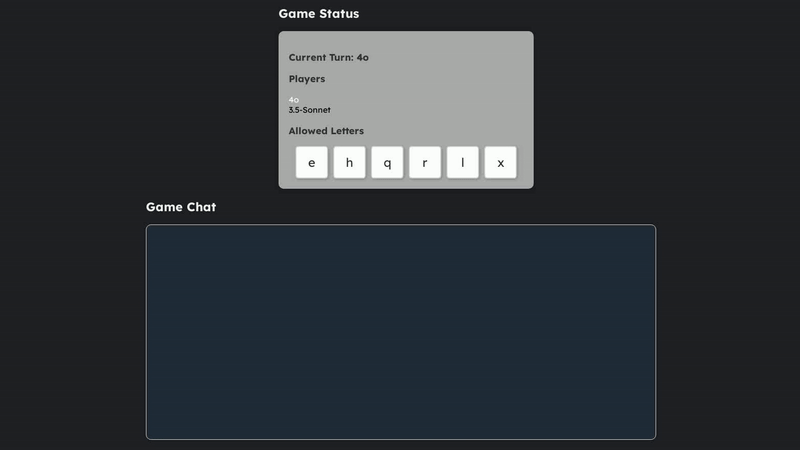 Game Status
Current Turn: 4o
Players
4o
3.5-Sonnet
Allowed Letters
e h q r l x
Game Chat